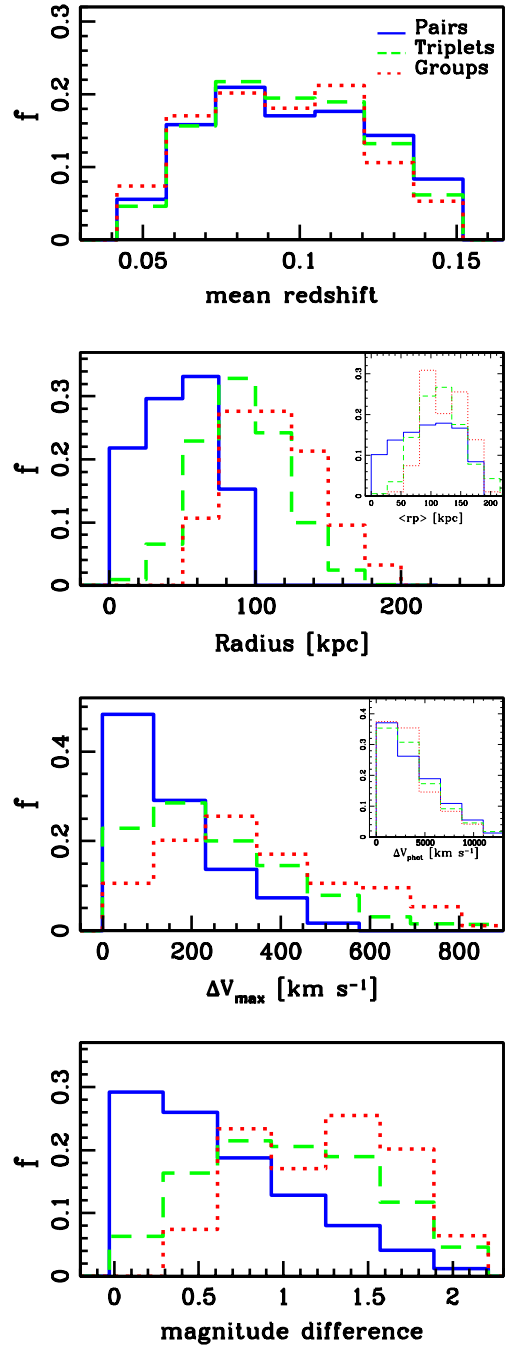 Pairs
Triplets
Groups
f
0.3
0.2
0.1
0
0.05 0.1 0.15
mean redshift
f
0.3
0.2
0.1
0
0 100 200
Radius [kpc]
0.3
0.2
0.1
0
0 50 100 150 200
<rp> [kpc]
f
0.4
0.2
0
0 200 400 600 800
ΔVmax [km s⁻¹]
0.4
0.3
0.2
0.1
0
0 5000 10000
ΔVphot [km s⁻¹]
f
0.3
0.2
0.1
0
0 0.5 1 1.5 2
magnitude difference